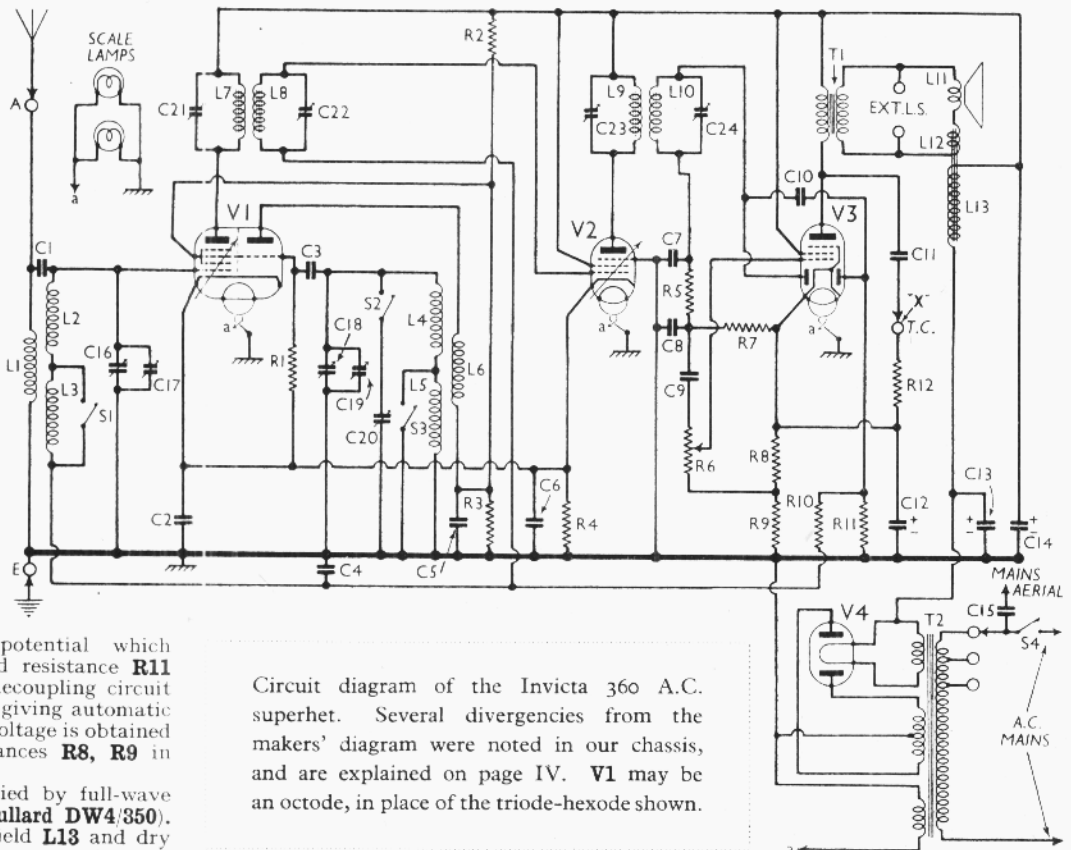 SCALE
LAMPS
A
a
C1
L1
L2
L3
S1
C16
C17
C2
E
C21
L7
L8
C22
V1
a
R1
C3
S2
C18
C19
C20
L4
L5
S3
L6
R2
R3
C4
C5
C6
R4
V2
a
L9
L10
C23
C24
C7
R5
C8
R7
C9
R6
C10
V3
a
R8
R9
R10
R11
T1
EXT.L.S.
L11
L12
L13
C11
"X"
T.C.
R12
C12
+
-
C13
+
-
C14
+
-
MAINS
AERIAL
C15
S4
V4
T2
A.C.
MAINS
a
potential which
d resistance R11
decoupling circuit
giving automatic
oltage is obtained
ances R8, R9 in
ied by full-wave
ullard DW4/350).
eld L13 and dry
Circuit diagram of the Invicta 360 A.C.
superhet. Several divergencies from the
makers' diagram were noted in our chassis,
and are explained on page IV. V1 may be
an octode, in place of the triode-hexode shown.